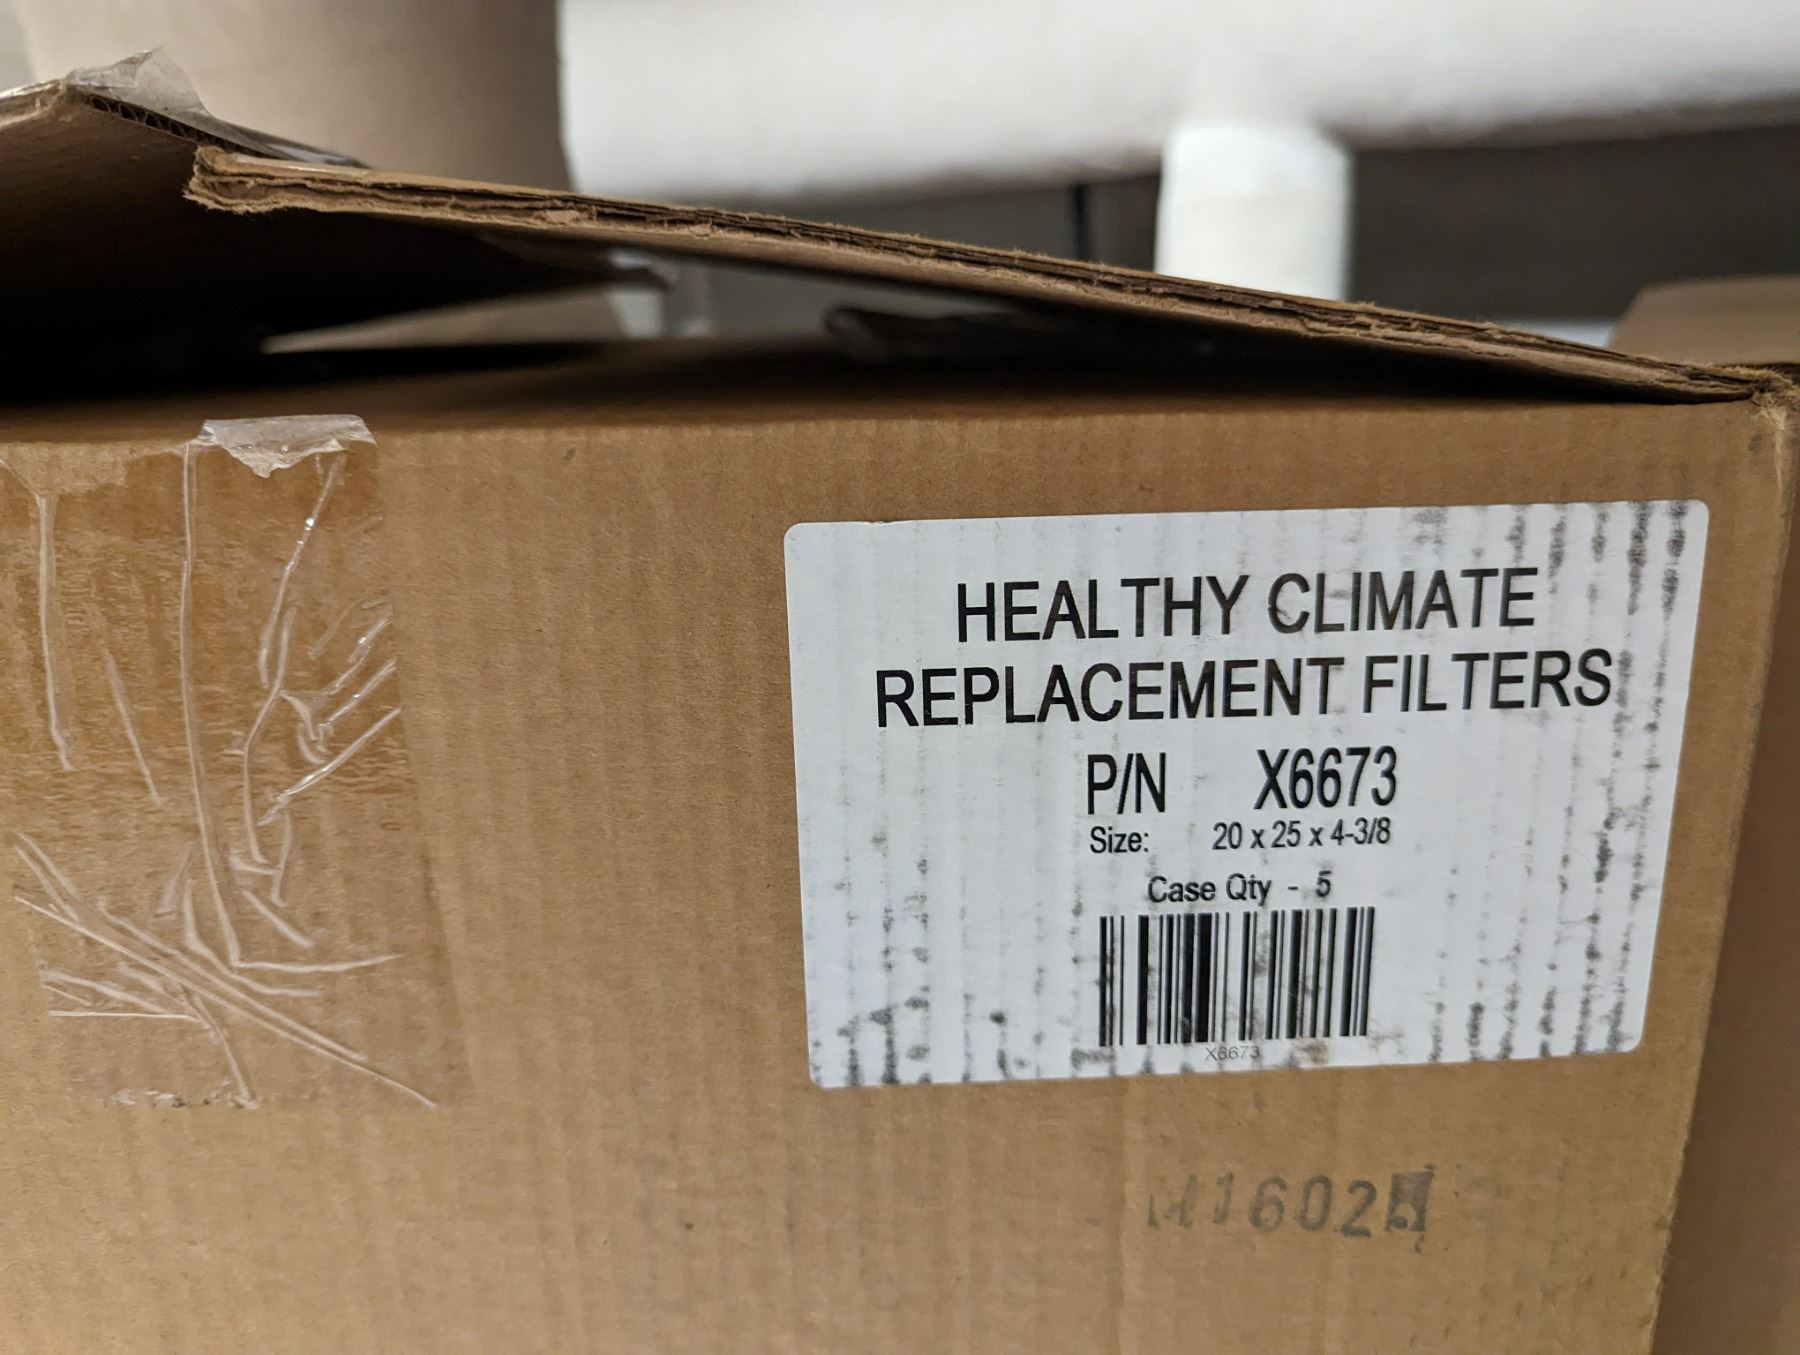 HEALTHY CLIMATE
REPLACEMENT FILTERS
P/N X6673
Size: 20 x 25 x 4-3/8
Case Qty - 5
X6673